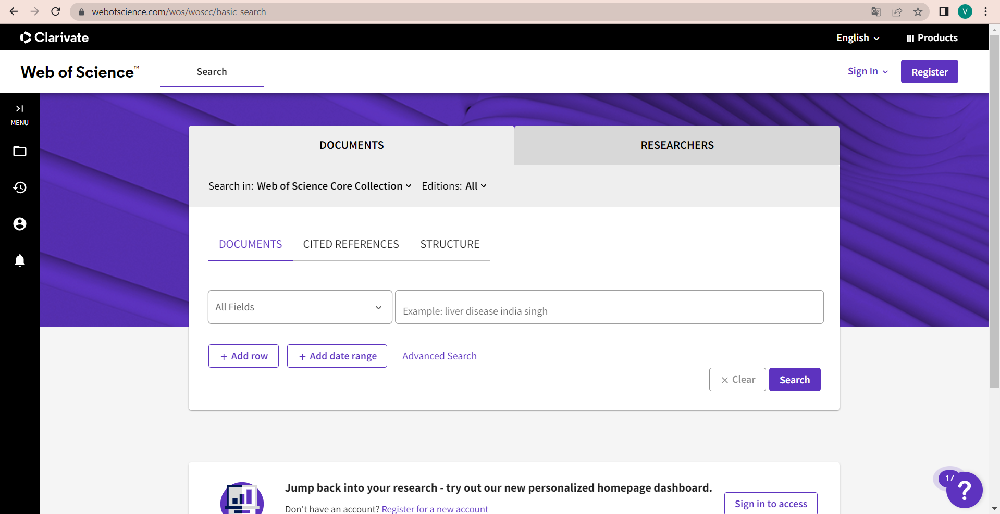 webofscience.com/wos/woscc/basic-search
V
Clarivate
English
Products
Web of Science™
Search
Sign In
Register
MENU
DOCUMENTS
RESEARCHERS
Search in: Web of Science Core Collection
Editions: All
DOCUMENTS
CITED REFERENCES
STRUCTURE
All Fields
Example: liver disease india singh
+ Add row
+ Add date range
Advanced Search
× Clear
Search
Jump back into your research - try out our new personalized homepage dashboard.
Don't have an account? Register for a new account
Sign in to access
17
?